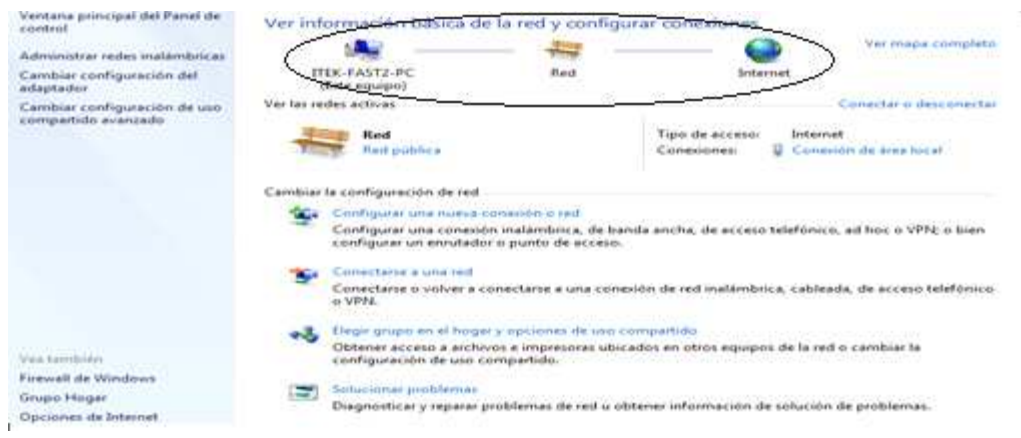 Ventana principal del Panel de
control
Administrar redes inalámbricas
Cambiar configuración del
adaptador
Cambiar configuración de uso
compartido avanzado
Vea también
Firewall de Windows
Grupo Hogar
Opciones de Internet
Ver información básica de la red y configurar conexiones
Ver mapa completo
ITEK-FAST2-PC
(Este equipo)
Red
Internet
Ver las redes activas
Conectar o desconectar
Red
Red pública
Tipo de acceso: Internet
Conexiones: Conexión de área local
Cambiar la configuración de red
Configurar una nueva conexión o red
Configurar una conexión inalámbrica, de banda ancha, de acceso telefónico, ad hoc o VPN; o bien
configurar un enrutador o punto de acceso.
Conectarse a una red
Conectarse o volver a conectarse a una conexión de red inalámbrica, cableada, de acceso telefónico
o VPN.
Elegir grupo en el hogar y opciones de uso compartido
Obtener acceso a archivos e impresoras ubicados en otros equipos de la red o cambiar la
configuración de uso compartido.
Solucionar problemas
Diagnosticar y reparar problemas de red u obtener información de solución de problemas.